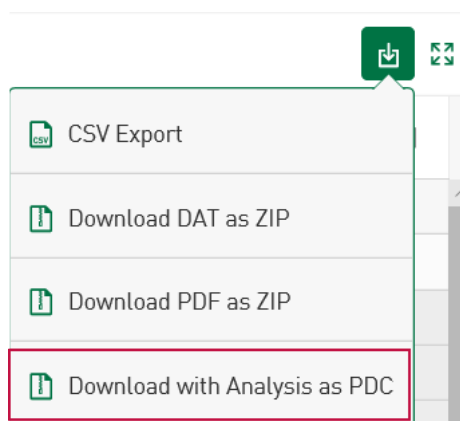 CSV Export
Download DAT as ZIP
Download PDF as ZIP
Download with Analysis as PDC